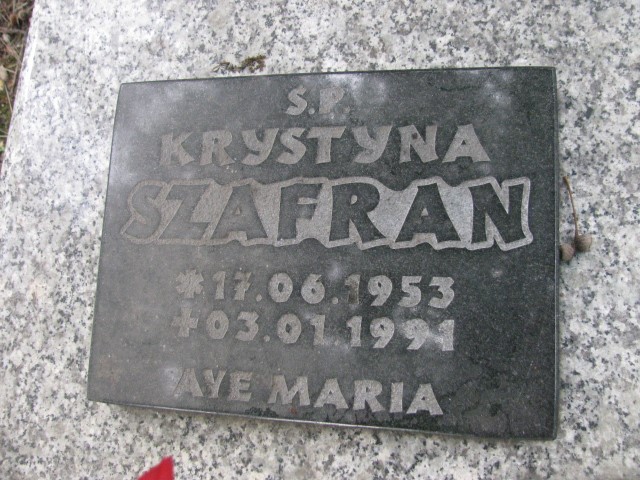 Ś.P.
KRYSTYNA
SZAFRAN
*17.06.1953
+03.01.1991
AVE MARIA